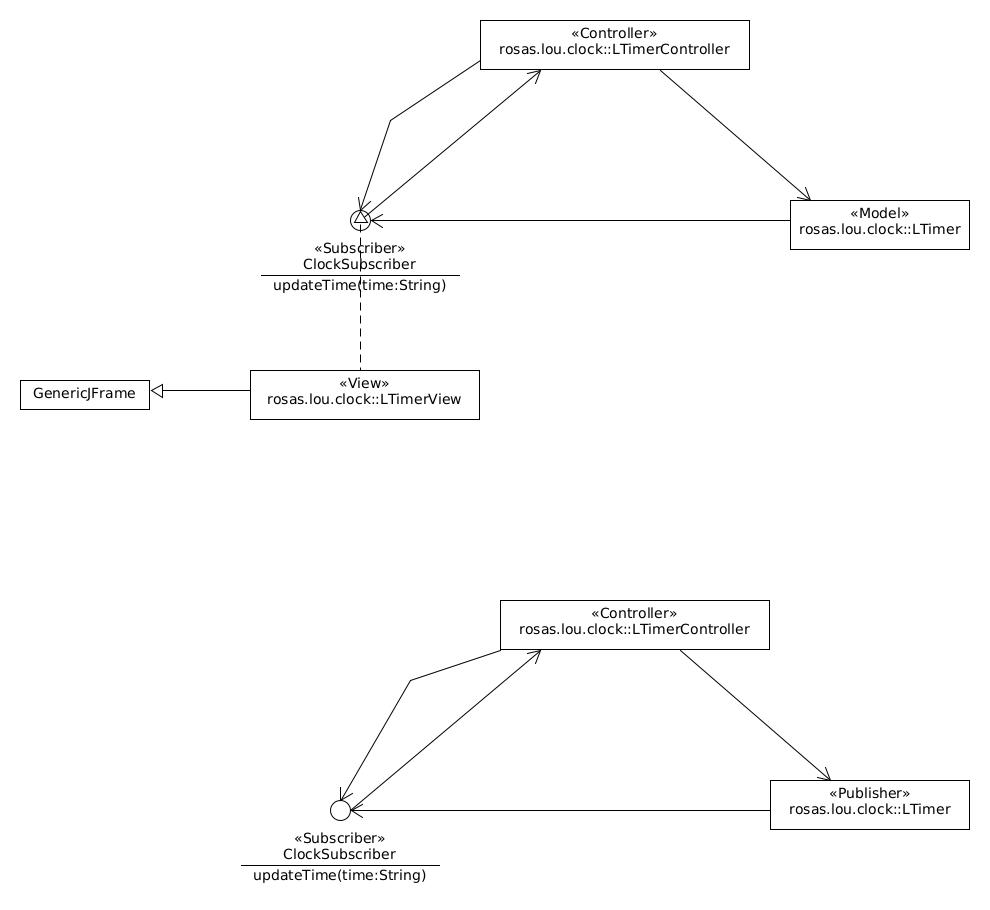 «Controller»
rosas.lou.clock::LTimerController
«Model»
rosas.lou.clock::LTimer
«Subscriber»
ClockSubscriber
updateTime(time:String)
GenericJFrame
«View»
rosas.lou.clock::LTimerView
«Controller»
rosas.lou.clock::LTimerController
«Publisher»
rosas.lou.clock::LTimer
«Subscriber»
ClockSubscriber
updateTime(time:String)